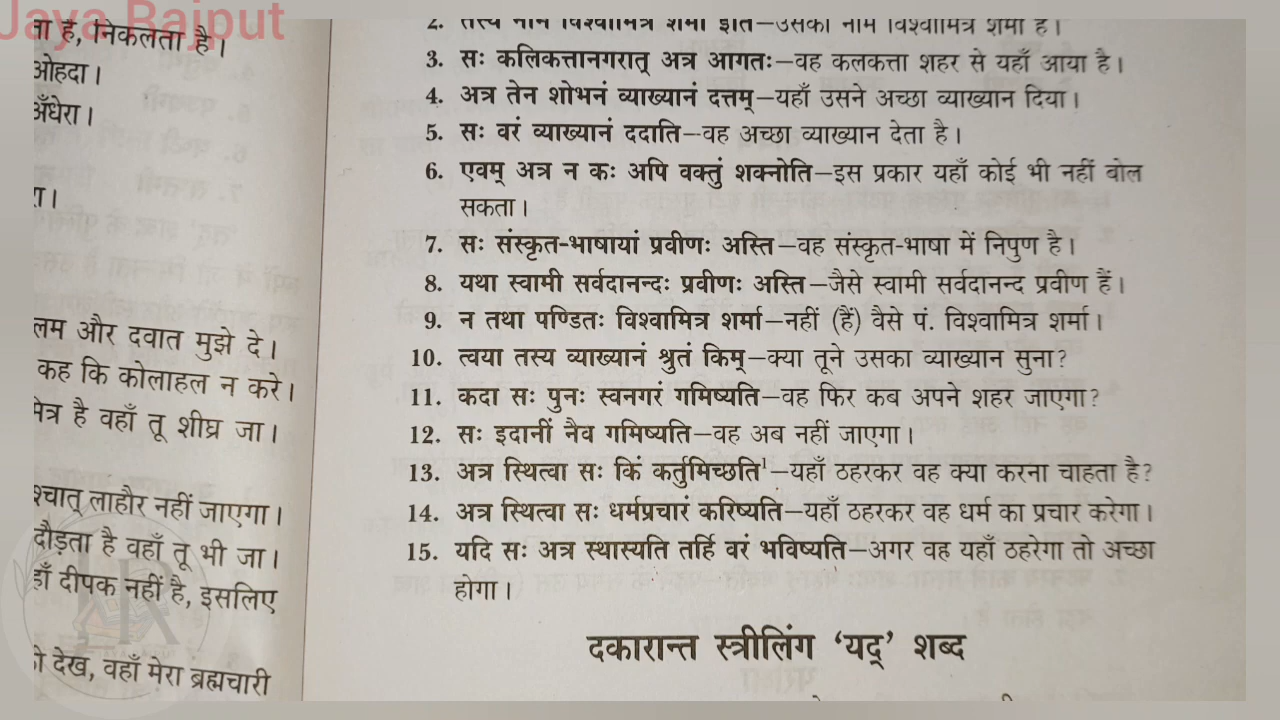 Jaya Rajput
ता है, निकलता है।
ओहदा।
अँधेरा।
लम और दवात मुझे दे।
कह कि कोलाहल न करे।
मेत्र है वहाँ तू शीघ्र जा।
श्चात् लाहौर नहीं जाएगा।
दौड़ता है वहाँ तू भी जा।
हाँ दीपक नहीं है, इसलिए
देख, वहाँ मेरा ब्रह्मचारी
2. तस्य नाम विश्वामित्र शर्मा इति–उसका नाम विश्वामित्र शर्मा है।
3. सः कलिकत्तानगरात् अत्र आगतः–वह कलकत्ता शहर से यहाँ आया है।
4. अत्र तेन शोभनं व्याख्यानं दत्तम्–यहाँ उसने अच्छा व्याख्यान दिया।
5. सः वरं व्याख्यानं ददाति–वह अच्छा व्याख्यान देता है।
6. एवम् अत्र न कः अपि वक्तुं शक्नोति–इस प्रकार यहाँ कोई भी नहीं बोल
सकता।
7. सः संस्कृत-भाषायां प्रवीणः अस्ति–वह संस्कृत-भाषा में निपुण है।
8. यथा स्वामी सर्वदानन्दः प्रवीणः अस्ति–जैसे स्वामी सर्वदानन्द प्रवीण हैं।
9. न तथा पण्डितः विश्वामित्र शर्मा–नहीं (हैं) वैसे पं. विश्वामित्र शर्मा।
10. त्वया तस्य व्याख्यानं श्रुतं किम्–क्या तूने उसका व्याख्यान सुना?
11. कदा सः पुनः स्वनगरं गमिष्यति–वह फिर कब अपने शहर जाएगा?
12. सः इदानीं नैव गमिष्यति–वह अब नहीं जाएगा।
13. अत्र स्थित्वा सः किं कर्तुमिच्छति¹–यहाँ ठहरकर वह क्या करना चाहता है?
14. अत्र स्थित्वा सः धर्मप्रचारं करिष्यति–यहाँ ठहरकर वह धर्म का प्रचार करेगा।
15. यदि सः अत्र स्थास्यति तर्हि वरं भविष्यति–अगर वह यहाँ ठहरेगा तो अच्छा
होगा।
दकारान्त स्त्रीलिंग ‘यद्’ शब्द